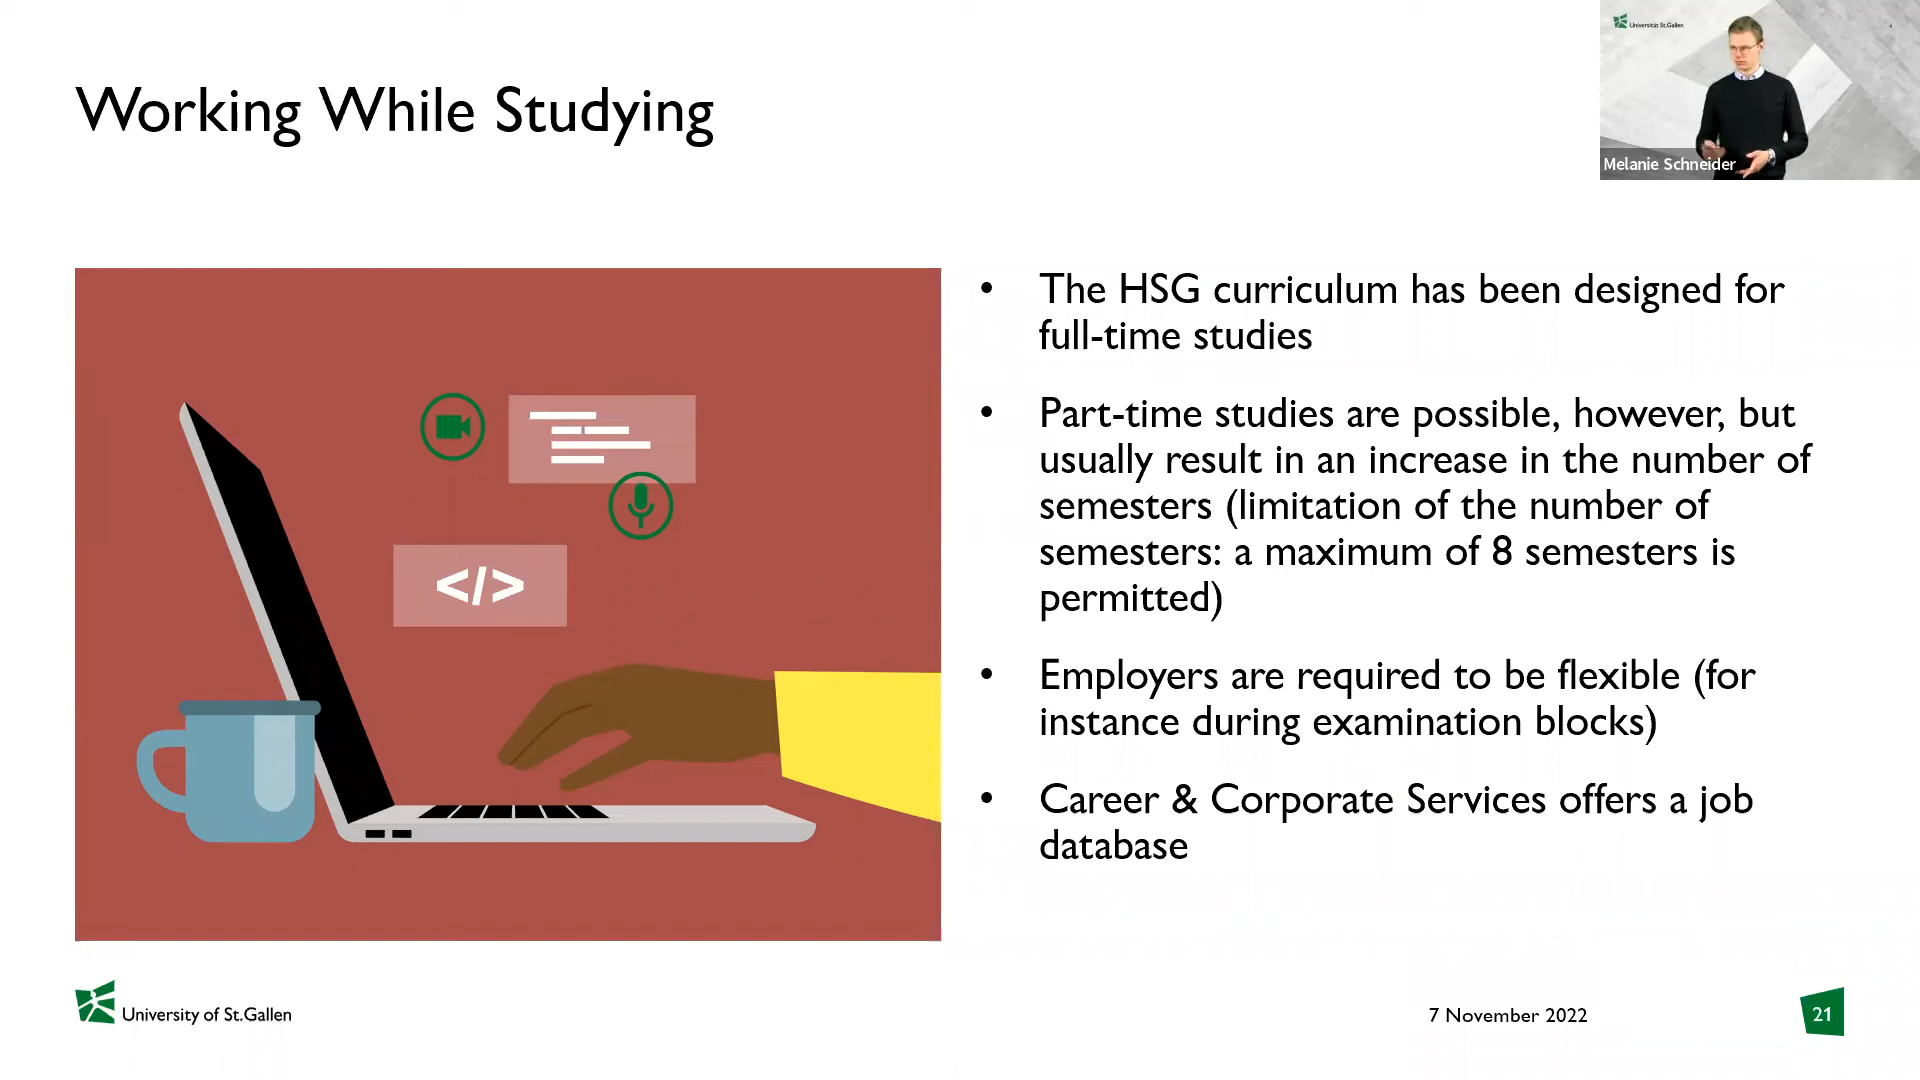 Working While Studying
Universität St.Gallen
Melanie Schneider
• The HSG curriculum has been designed for
full-time studies
• Part-time studies are possible, however, but
usually result in an increase in the number of
semesters (limitation of the number of
semesters: a maximum of 8 semesters is
permitted)
• Employers are required to be flexible (for
instance during examination blocks)
• Career & Corporate Services offers a job
database
</>
University of St.Gallen
7 November 2022
21